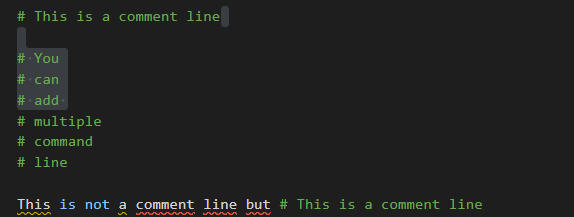 # This is a comment line
# You
# can
# add
# multiple
# command
# line
This is not a comment line but # This is a comment line